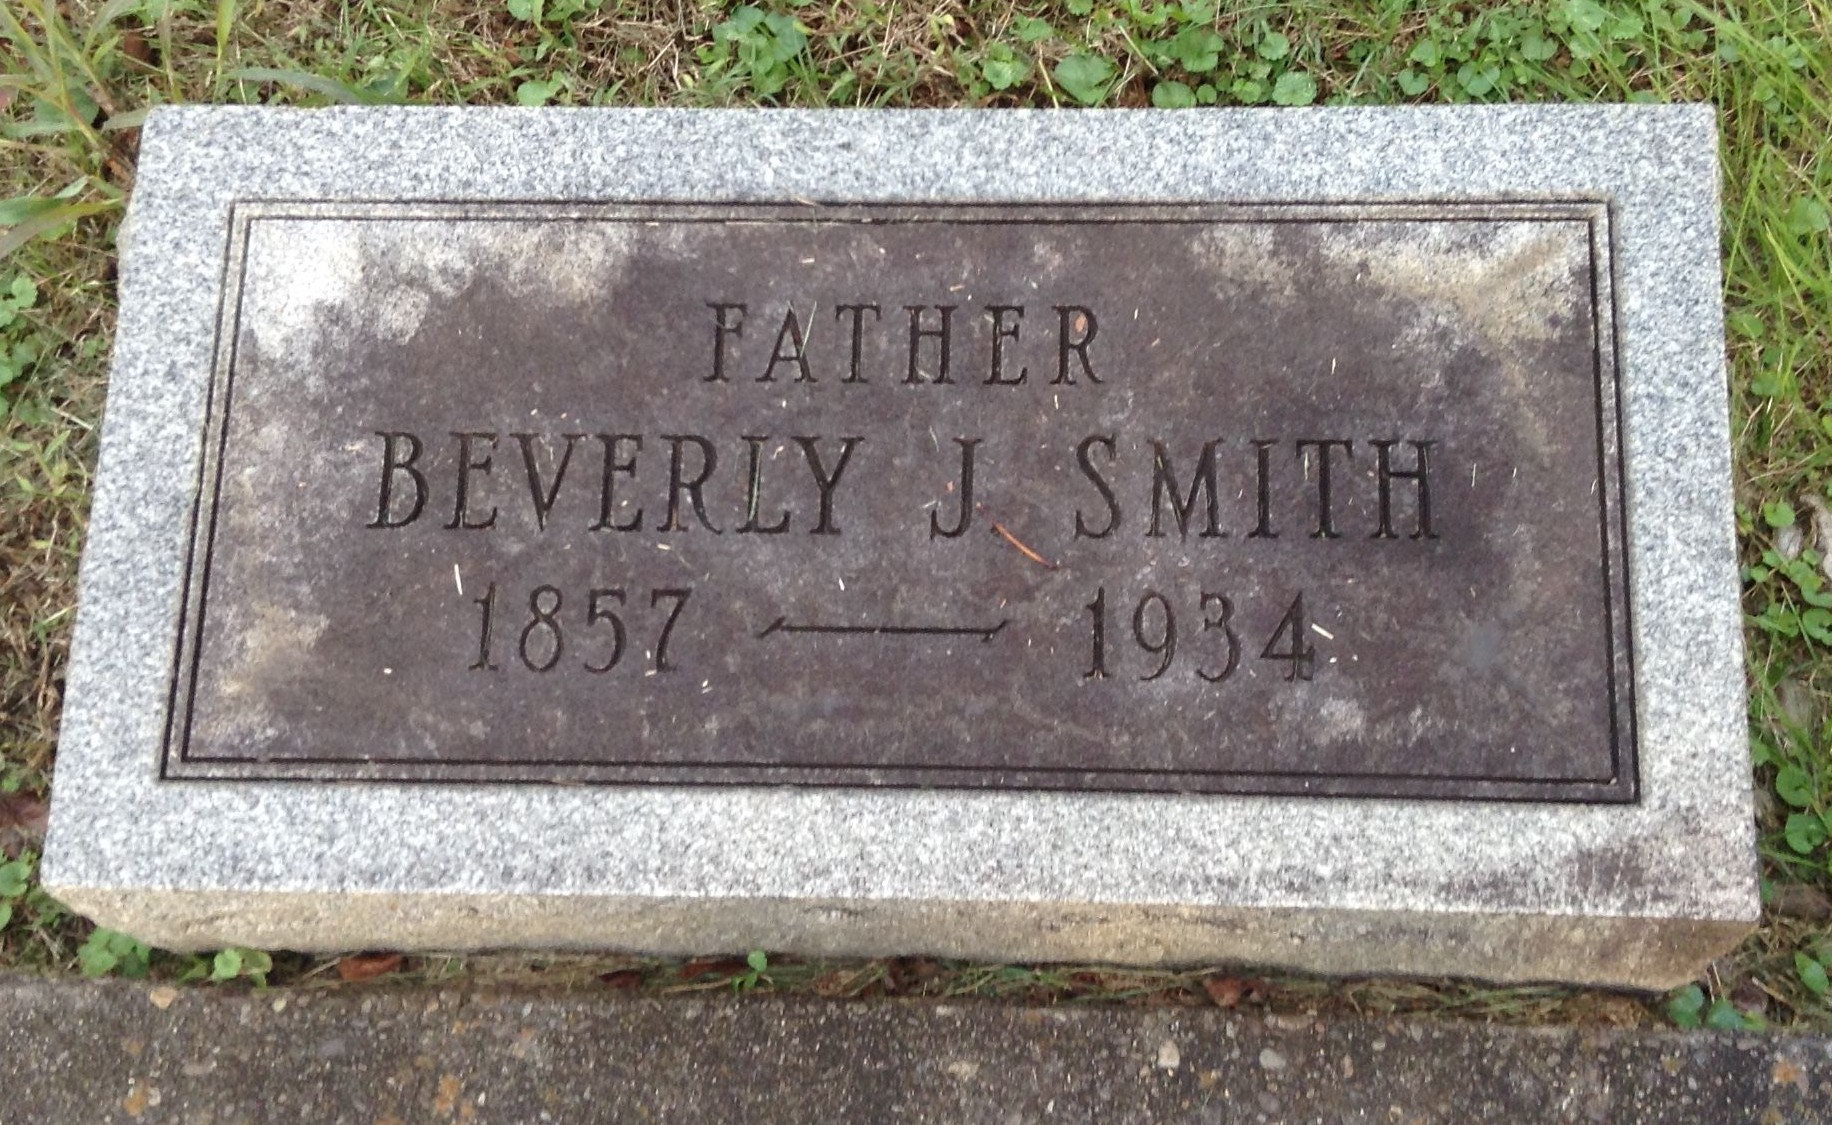 FATHER
BEVERLY J. SMITH
1857 — 1934